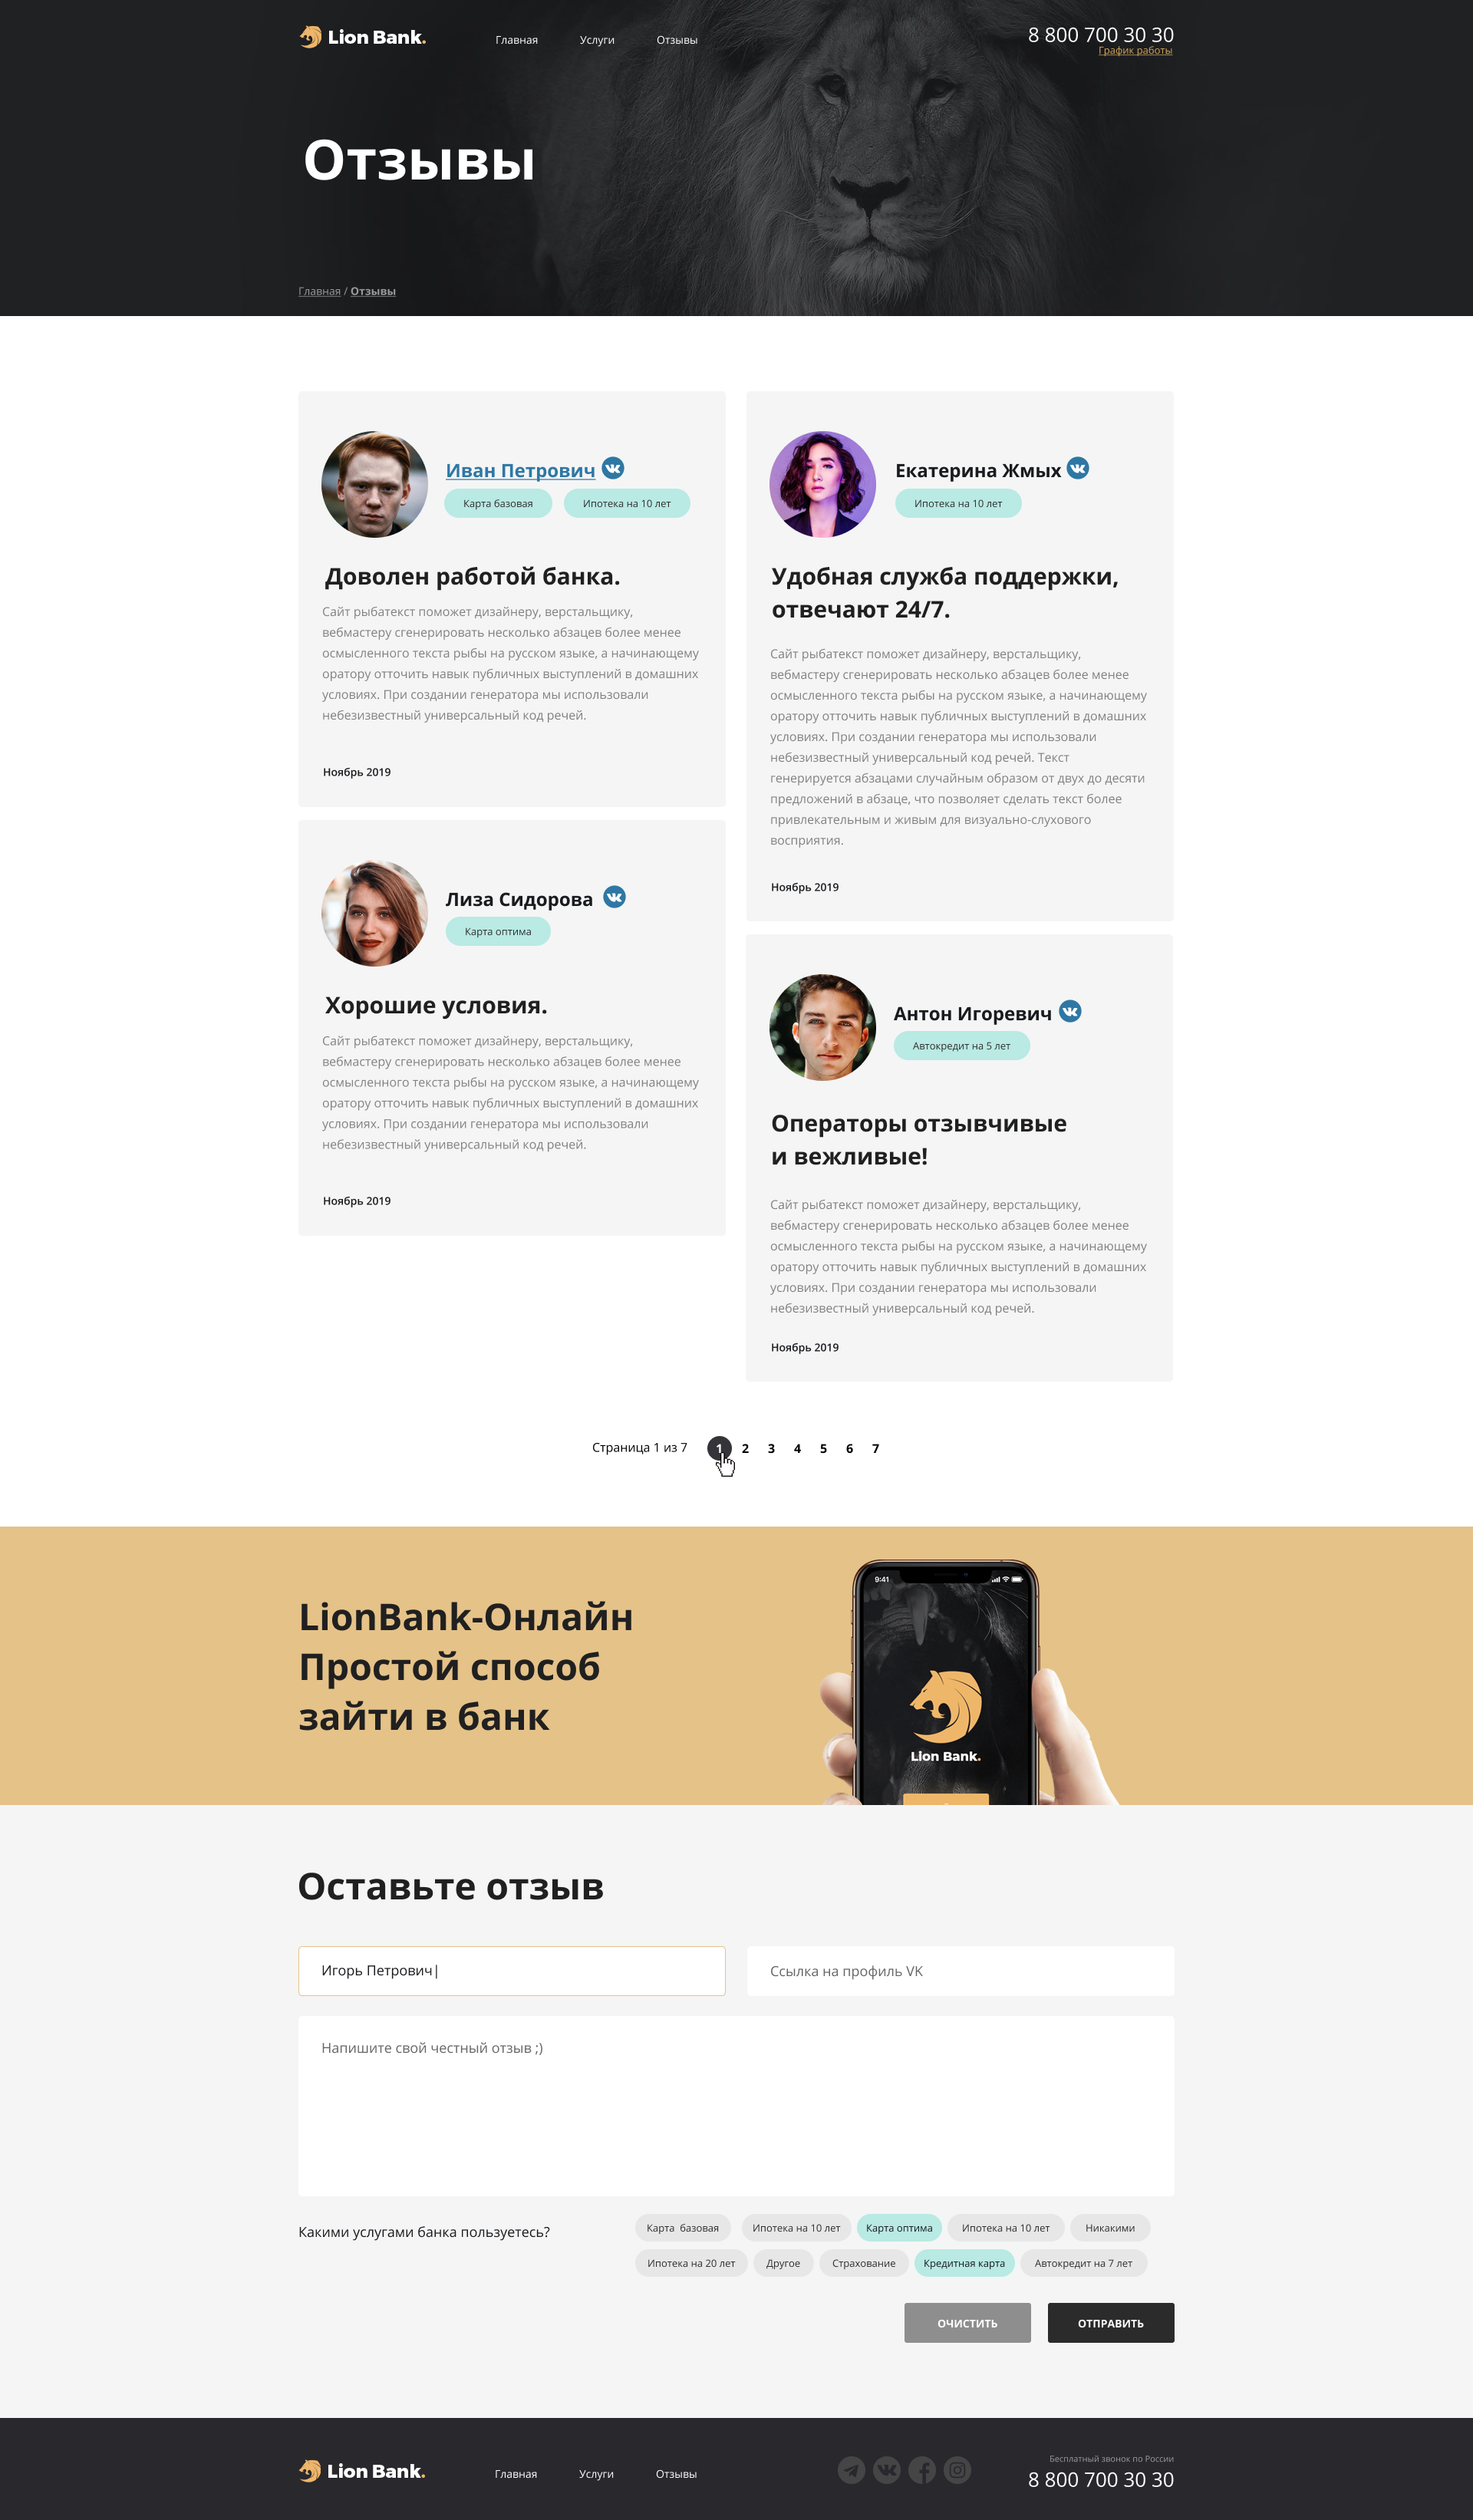 Lion Bank.
Главная
Услуги
Отзывы
8 800 700 30 30
График работы
Отзывы
Главная / Отзывы
Иван Петрович
Карта базовая
Ипотека на 10 лет
Доволен работой банка.
Сайт рыбатекст поможет дизайнеру, верстальщику,
вебмастеру сгенерировать несколько абзацев более менее
осмысленного текста рыбы на русском языке, а начинающему
оратору отточить навык публичных выступлений в домашних
условиях. При создании генератора мы использовали
небезизвестный универсальный код речей.
Ноябрь 2019
Екатерина Жмых
Ипотека на 10 лет
Удобная служба поддержки,
отвечают 24/7.
Сайт рыбатекст поможет дизайнеру, верстальщику,
вебмастеру сгенерировать несколько абзацев более менее
осмысленного текста рыбы на русском языке, а начинающему
оратору отточить навык публичных выступлений в домашних
условиях. При создании генератора мы использовали
небезизвестный универсальный код речей. Текст
генерируется абзацами случайным образом от двух до десяти
предложений в абзаце, что позволяет сделать текст более
привлекательным и живым для визуально-слухового
восприятия.
Ноябрь 2019
Лиза Сидорова
Карта оптима
Хорошие условия.
Сайт рыбатекст поможет дизайнеру, верстальщику,
вебмастеру сгенерировать несколько абзацев более менее
осмысленного текста рыбы на русском языке, а начинающему
оратору отточить навык публичных выступлений в домашних
условиях. При создании генератора мы использовали
небезизвестный универсальный код речей.
Ноябрь 2019
Антон Игоревич
Автокредит на 5 лет
Операторы отзывчивые
и вежливые!
Сайт рыбатекст поможет дизайнеру, верстальщику,
вебмастеру сгенерировать несколько абзацев более менее
осмысленного текста рыбы на русском языке, а начинающему
оратору отточить навык публичных выступлений в домашних
условиях. При создании генератора мы использовали
небезизвестный универсальный код речей.
Ноябрь 2019
Страница 1 из 7
1 2 3 4 5 6 7
LionBank-Онлайн
Простой способ
зайти в банк
9:41
Lion Bank.
Оставьте отзыв
Игорь Петрович|
Ссылка на профиль VK
Напишите свой честный отзыв ;)
Какими услугами банка пользуетесь?
Карта базовая
Ипотека на 10 лет
Карта оптима
Ипотека на 10 лет
Никакими
Ипотека на 20 лет
Другое
Страхование
Кредитная карта
Автокредит на 7 лет
ОЧИСТИТЬ
ОТПРАВИТЬ
Lion Bank.
Главная
Услуги
Отзывы
Бесплатный звонок по России
8 800 700 30 30